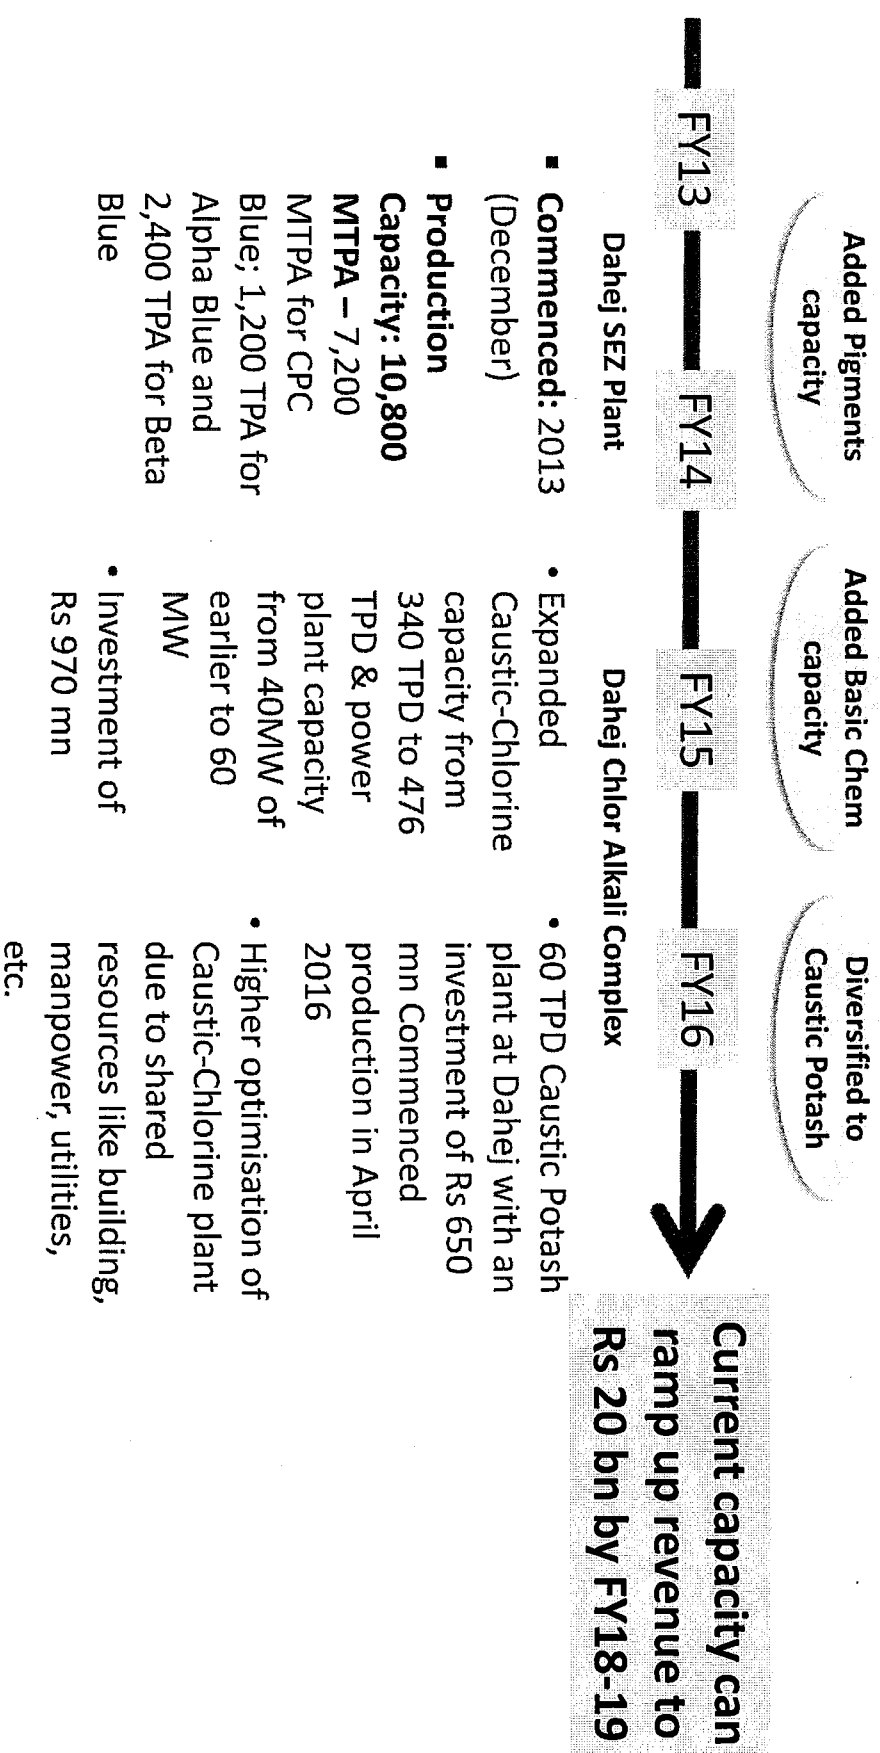 Added Pigments
capacity
Added Basic Chem
capacity
Diversified to
Caustic Potash
FY13
FY14
FY15
FY16
Current capacity can
ramp up revenue to
Rs 20 bn by FY18-19
Dahej SEZ Plant
▪ Commenced: 2013
(December)
▪ Production
Capacity: 10,800
MTPA – 7,200
MTPA for CPC
Blue; 1,200 TPA for
Alpha Blue and
2,400 TPA for Beta
Blue
Dahej Chlor Alkali Complex
• Expanded
Caustic-Chlorine
capacity from
340 TPD to 476
TPD & power
plant capacity
from 40MW of
earlier to 60
MW
• Investment of
Rs 970 mn
• 60 TPD Caustic Potash
plant at Dahej with an
investment of Rs 650
mn Commenced
production in April
2016
• Higher optimisation of
Caustic-Chlorine plant
due to shared
resources like building,
manpower, utilities,
etc.